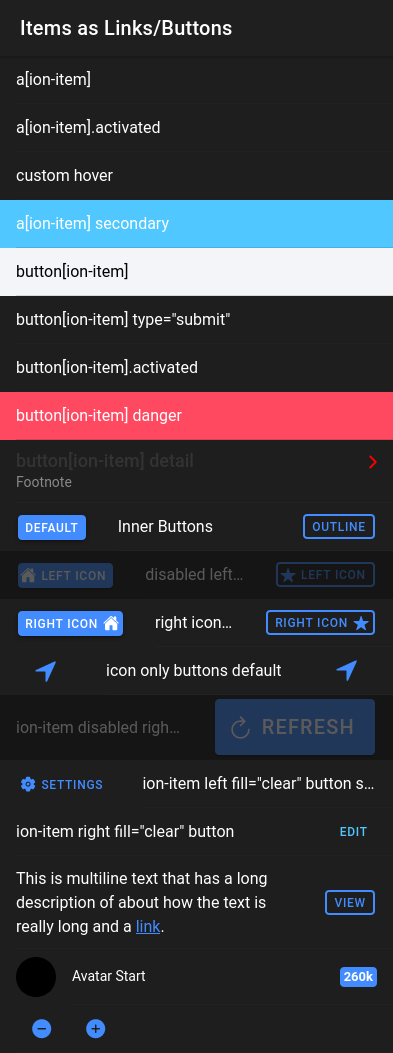 Items as Links/Buttons
a[ion-item]
a[ion-item].activated
custom hover
a[ion-item] secondary
button[ion-item]
button[ion-item] type="submit"
button[ion-item].activated
button[ion-item] danger
button[ion-item] detail
Footnote
DEFAULT Inner Buttons OUTLINE
LEFT ICON disabled left... LEFT ICON
RIGHT ICON right icon... RIGHT ICON
icon only buttons default
ion-item disabled righ... REFRESH
SETTINGS ion-item left fill="clear" button s...
ion-item right fill="clear" button EDIT
This is multiline text that has a long
description of about how the text is
really long and a link.
VIEW
Avatar Start 260k